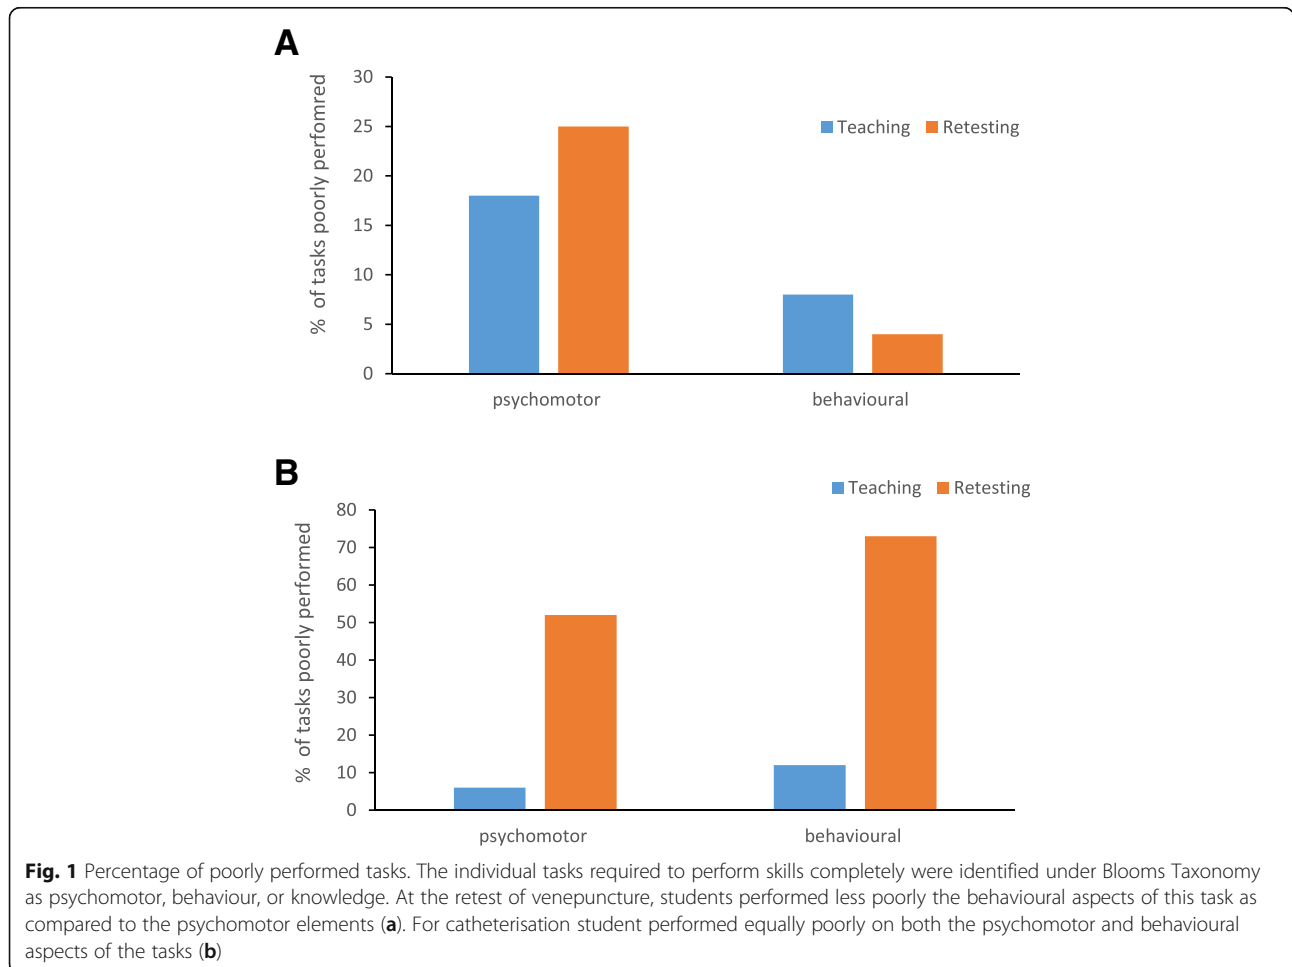 A
% of tasks poorly perfomred
30
25
20
15
10
5
0
Teaching Retesting
psychomotor behavioural
B
% of tasks poorly performed
Teaching Retesting
80
70
60
50
40
30
20
10
0
psychomotor behavioural
Fig. 1 Percentage of poorly performed tasks. The individual tasks required to perform skills completely were identified under Blooms Taxonomy
as psychomotor, behaviour, or knowledge. At the retest of venepuncture, students performed less poorly the behavioural aspects of this task as
compared to the psychomotor elements (a). For catheterisation student performed equally poorly on both the psychomotor and behavioural
aspects of the tasks (b)